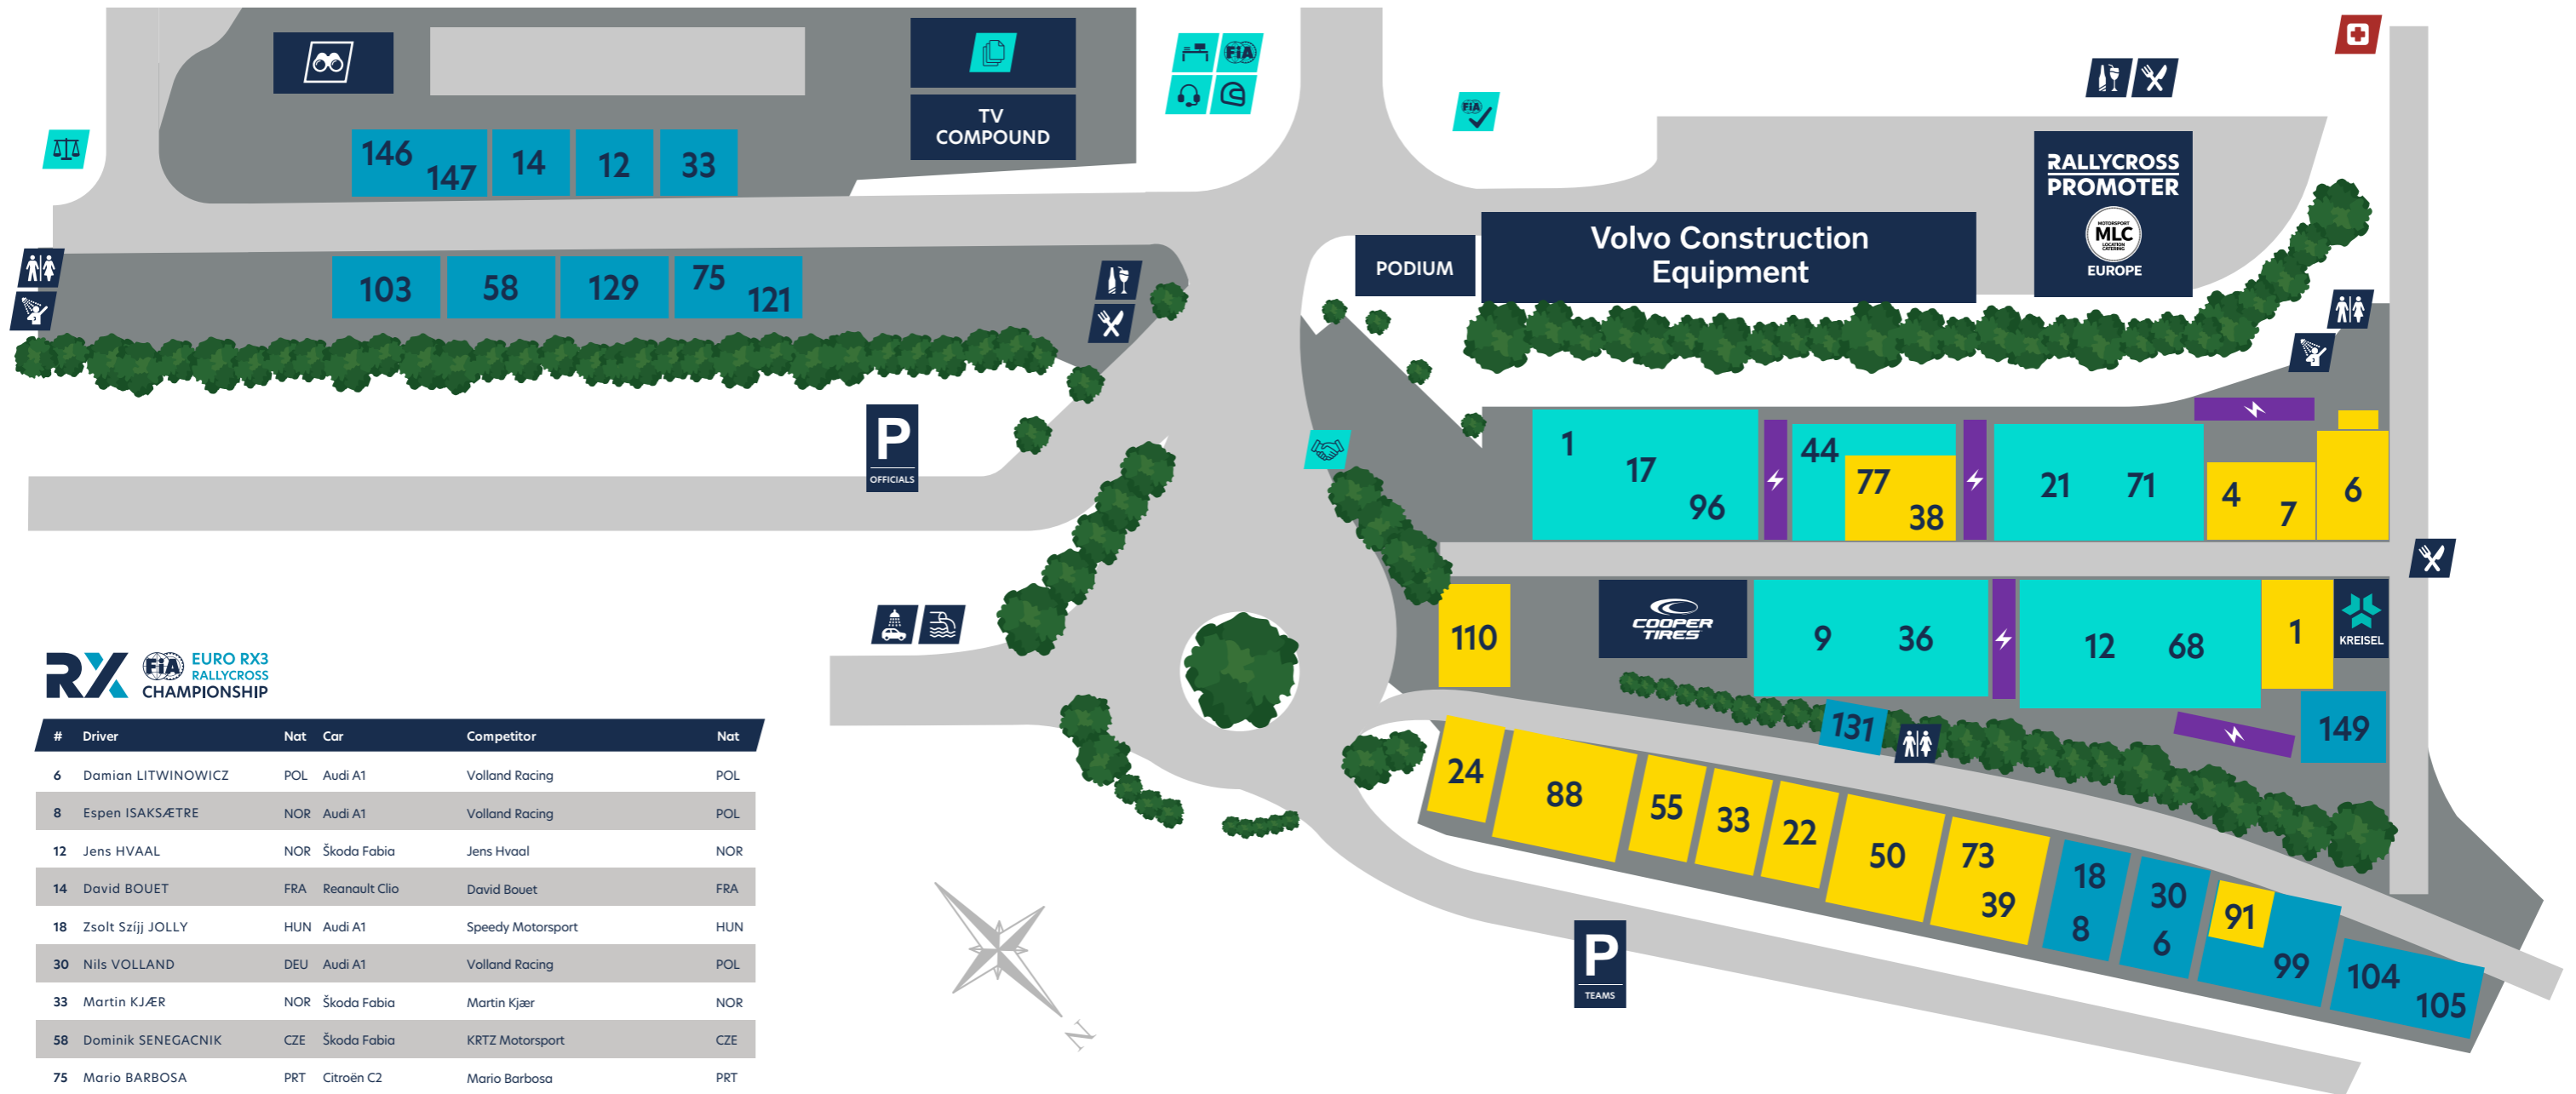 FiA
FiA
TV
COMPOUND
146
147
14
12
33
RALLYCROSS
PROMOTER
MOTORSPORT
MLC
LOCATION
CATERING
EUROPE
Volvo Construction
Equipment
PODIUM
103
58
129
75
121
P
OFFICIALS
1
17
96
44
77
38
21
71
4
7
6
110
COOPER
TIRES
9
36
12
68
1
KREISEL
131
149
24
88
55
33
22
50
73
39
18
8
30
6
91
99
104
105
P
TEAMS
N
RX FiA EURO RX3
RALLYCROSS
CHAMPIONSHIP
# Driver Nat Car Competitor Nat
6 Damian LITWINOWICZ POL Audi A1 Volland Racing POL
8 Espen ISAKSÆTRE NOR Audi A1 Volland Racing POL
12 Jens HVAAL NOR Škoda Fabia Jens Hvaal NOR
14 David BOUET FRA Reanault Clio David Bouet FRA
18 Zsolt Szíjj JOLLY HUN Audi A1 Speedy Motorsport HUN
30 Nils VOLLAND DEU Audi A1 Volland Racing POL
33 Martin KJÆR NOR Škoda Fabia Martin Kjær NOR
58 Dominik SENEGACNIK CZE Škoda Fabia KRTZ Motorsport CZE
75 Mario BARBOSA PRT Citroën C2 Mario Barbosa PRT